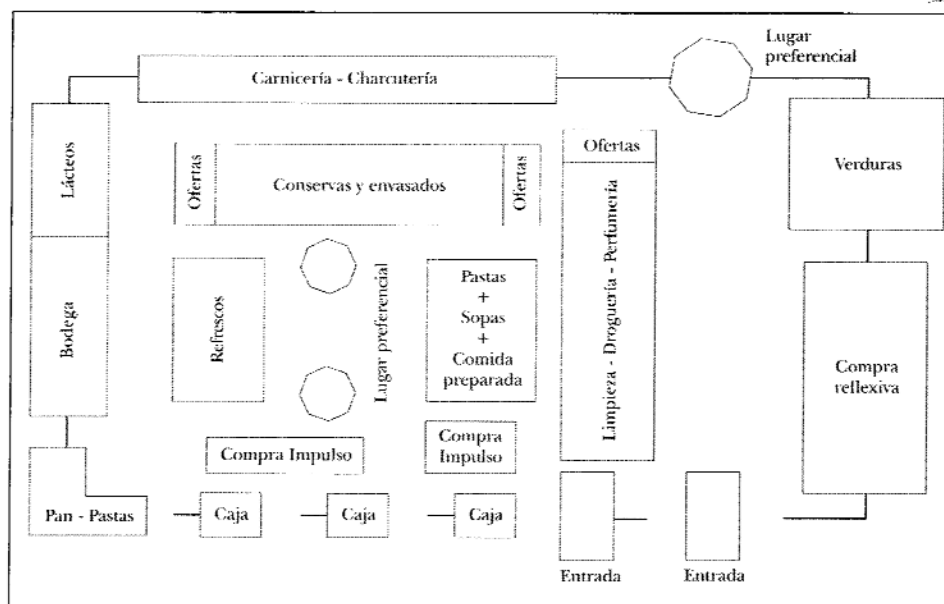 Lugar
preferencial
Carnicería - Charcutería
Lácteos
Ofertas
Conservas y envasados
Ofertas
Ofertas
Verduras
Bodega
Refrescos
Lugar preferencial
Pastas
+
Sopas
+
Comida
preparada
Limpieza - Droguería - Perfumería
Compra
reflexiva
Compra Impulso
Compra
Impulso
Pan - Pastas
Caja
Caja
Caja
Entrada
Entrada